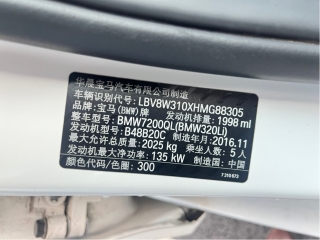 华晨宝马汽车有限公司制造
车辆识别代号：LBV8W310XHMG88305
品牌：宝马(BMW)牌 发动机排量：1998 ml
整车型号：BMW7200QL(BMW320Li)
发动机型号：B48B20C 制造年月：2016.11
最大允许总质量：2025 kg 乘坐人数：5 人
发动机最大净功率：135 kW 制造国：中国
颜色代号/色圈：300
7310672